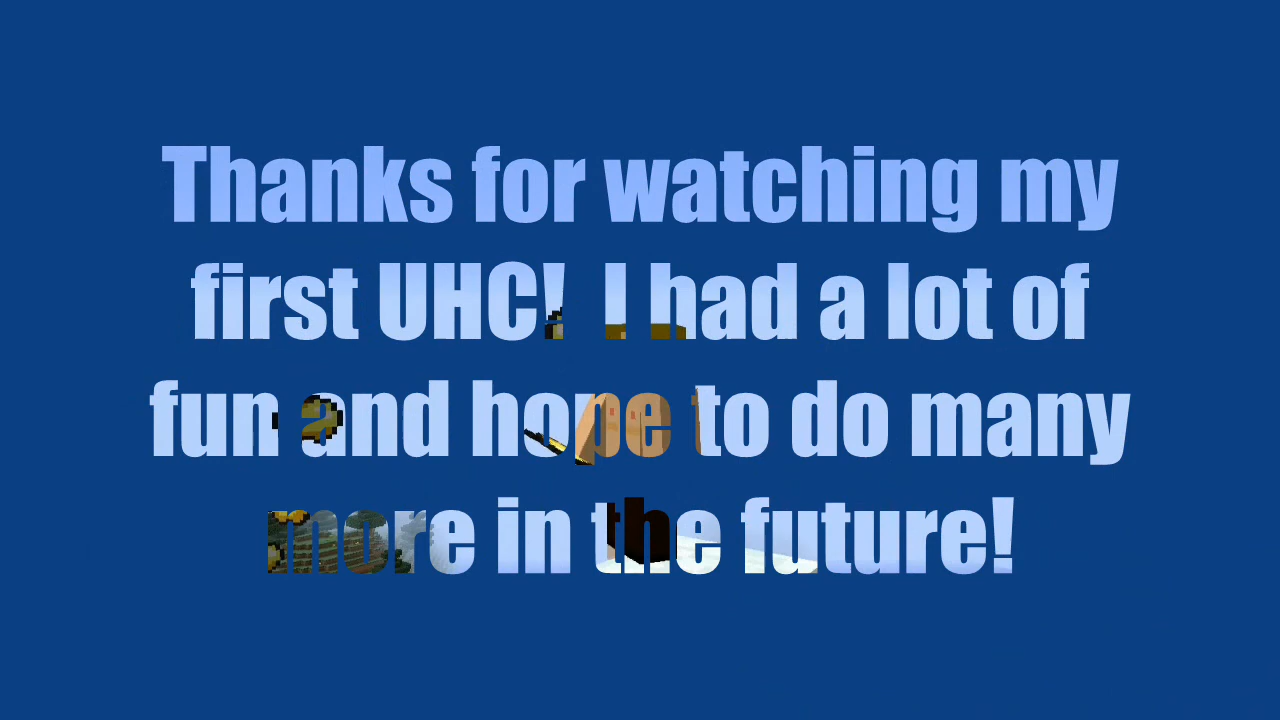 Thanks for watching my
first UHC!  I had a lot of
fun and hope to do many
more in the future!